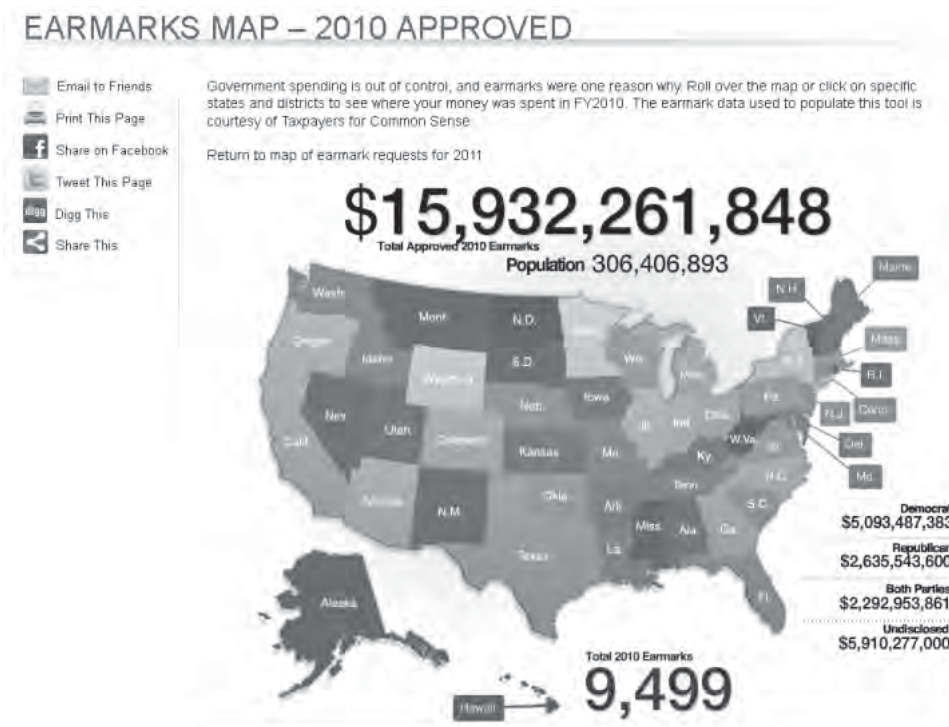 EARMARKS MAP – 2010 APPROVED
Email to Friends
Print This Page
Share on Facebook
Tweet This Page
digg Digg This
Share This
Government spending is out of control, and earmarks were one reason why. Roll over the map or click on specific
states and districts to see where your money was spent in FY2010. The earmark data used to populate this tool is
courtesy of Taxpayers for Common Sense
Return to map of earmark requests for 2011
$15,932,261,848
Total Approved 2010 Earmarks
Population 306,406,893
Maine
N.H.
Vt.
Wash.
Mont.
N.D.
Mass.
Oregon
Idaho
S.D.
Wis.
R.I.
Wyoming
Mich.
Pa.
Conn.
N.J.
Nev.
Neb.
Iowa
Ohio
Ind.
Ill.
Utah
Colorado
Del.
Calif.
Kansas
Mo.
W.Va.
Ky.
Md.
Arizona
N.M.
Okla.
Tenn.
N.C.
Ark.
S.C.
Miss.
Ala.
Ga.
Texas
La.
Fl.
Alaska
Hawaii
Democrat
$5,093,487,383
Republican
$2,635,543,600
Both Parties
$2,292,953,861
Undisclosed
$5,910,277,000
Total 2010 Earmarks
9,499